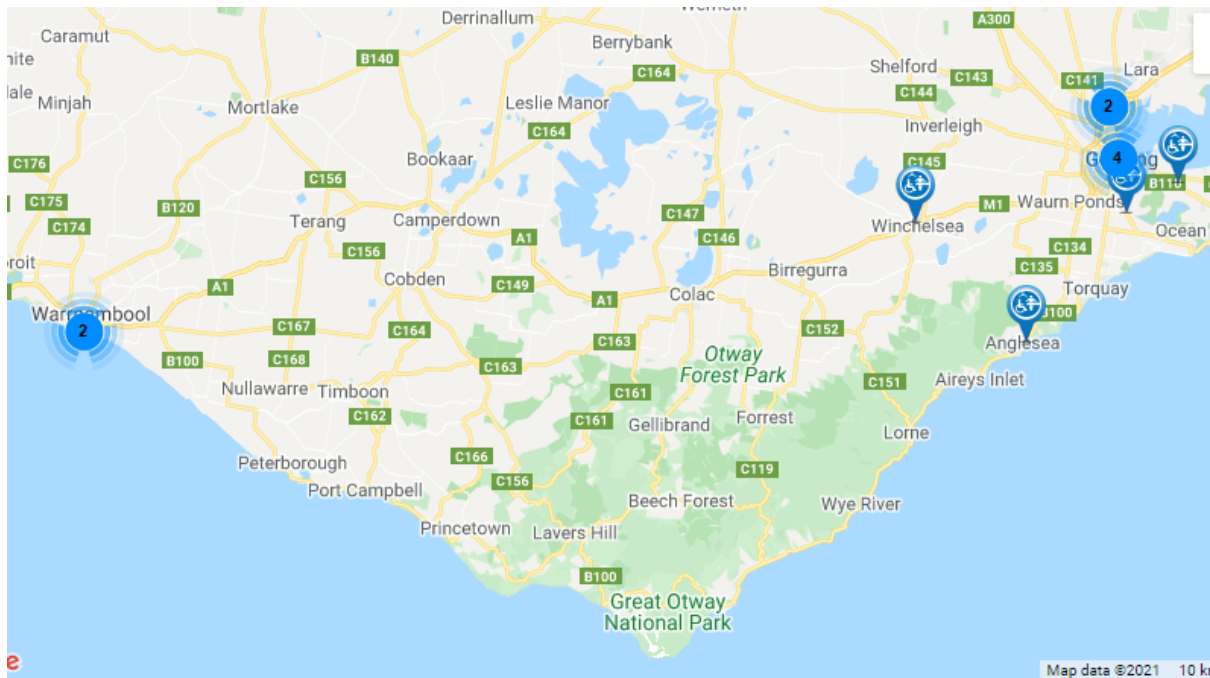 Derrinallum
A300
Caramut
Berrybank
B140
Shelford
C141
Lara
C164
C143
Minjah
Mortlake
Leslie Manor
C144
2
C164
Inverleigh
C176
Bookaar
C145
4
C156
B110
C175
B120
Terang
Camperdown
C147
M1
Waurn Ponds
C174
A1
C146
Winchelsea
Ocean
C156
C134
Cobden
Birregurra
C135
A1
C149
Colac
Torquay
A1
Warrnambool
2
C167
C164
C152
B100
C163
Anglesea
B100
C168
C163
Otway
Forest Park
Nullawarre
Timboon
C161
C151
Aireys Inlet
C162
C161
Gellibrand
Forrest
Lorne
Peterborough
C166
C119
Port Campbell
C156
Beech Forest
Wye River
Princetown
Lavers Hill
B100
Great Otway
National Park
Map data ©2021
10 k